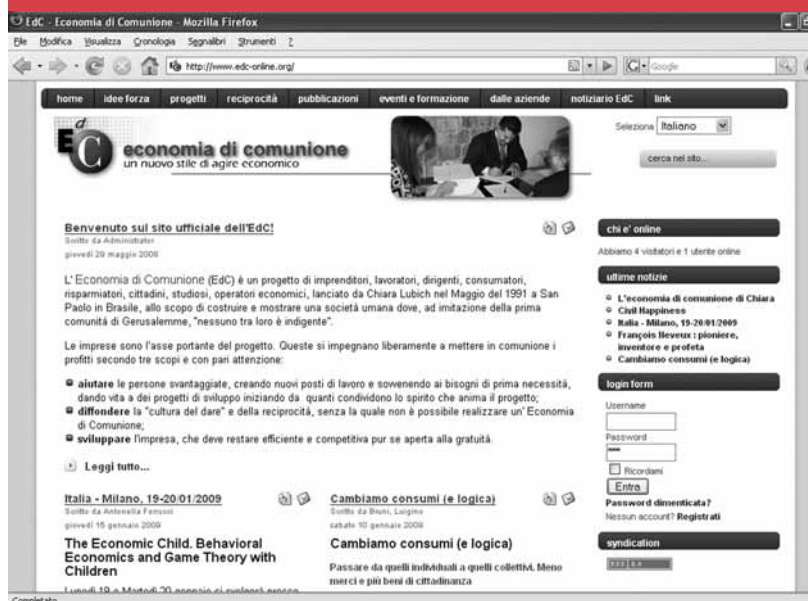 EdC - Economia di Comunione - Mozilla Firefox
File Modifica Visualizza Cronologia Segnalibri Strumenti ?
http://www.edc-online.org/
Google
home idee forza progetti reciprocità pubblicazioni eventi e formazione dalle aziende notiziario EdC link
EdC
economia di comunione
un nuovo stile di agire economico
Seleziona Italiano
cerca nel sito...
Benvenuto sul sito ufficiale dell'EdC!
Scritto da Administrator
giovedì 29 maggio 2008
L' Economia di Comunione (EdC) è un progetto di imprenditori, lavoratori, dirigenti, consumatori,
risparmiatori, cittadini, studiosi, operatori economici, lanciato da Chiara Lubich nel Maggio del 1991 a San
Paolo in Brasile, allo scopo di costruire e mostrare una società umana dove, ad imitazione della prima
comunità di Gerusalemme, "nessuno tra loro è indigente".
Le imprese sono l'asse portante del progetto. Queste si impegnano liberamente a mettere in comunione i
profitti secondo tre scopi e con pari attenzione:
aiutare le persone svantaggiate, creando nuovi posti di lavoro e sovvenendo ai bisogni di prima necessità,
dando vita a dei progetti di sviluppo iniziando da quanti condividono lo spirito che anima il progetto;
diffondere la "cultura del dare" e della reciprocità, senza la quale non è possibile realizzare un' Economia
di Comunione;
sviluppare l'impresa, che deve restare efficiente e competitiva pur se aperta alla gratuità.
Leggi tutto...
Italia - Milano, 19-20/01/2009
Scritto da Antonella Ferrucci
giovedì 15 gennaio 2009
The Economic Child. Behavioral
Economics and Game Theory with
Children
Lunedì 19 e Martedì 20 gennaio si svolgerà presso
Cambiamo consumi (e logica)
Scritto da Bruni, Luigino
sabato 10 gennaio 2009
Cambiamo consumi (e logica)
Passare da quelli individuali a quelli collettivi. Meno
merci e più beni di cittadinanza
chi e' online
Abbiamo 4 visitatori e 1 utente online
ultime notizie
L'economia di comunione di Chiara
Civil Happiness
Italia - Milano, 19-20/01/2009
François Neveux : pioniere,
inventore e profeta
Cambiamo consumi (e logica)
login form
Username
Password
Ricordami
Entra
Password dimenticata?
Nessun account? Registrati
syndication
Completato